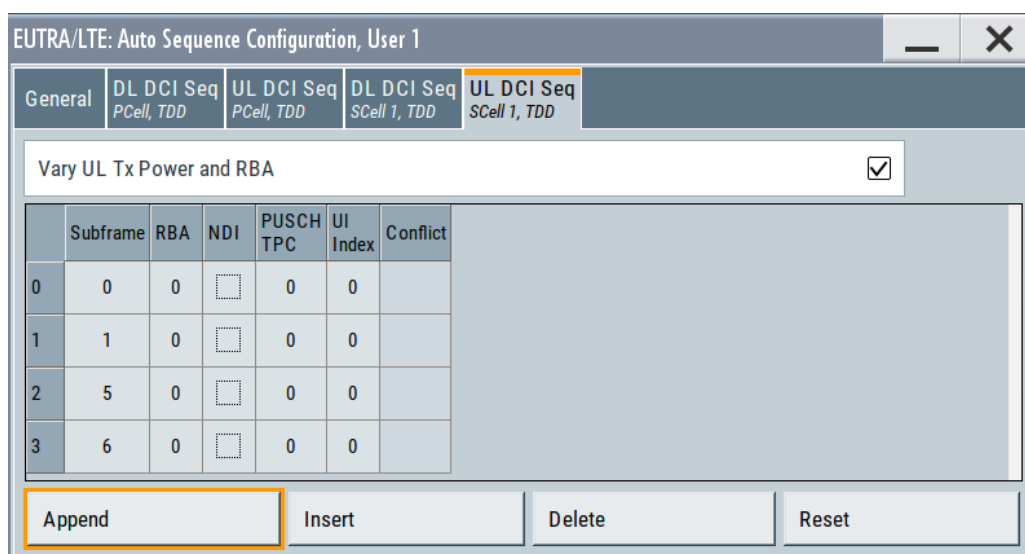 EUTRA/LTE: Auto Sequence Configuration, User 1
General
DL DCI Seq
PCell, TDD
UL DCI Seq
PCell, TDD
DL DCI Seq
SCell 1, TDD
UL DCI Seq
SCell 1, TDD
Vary UL Tx Power and RBA
Subframe RBA NDI PUSCH TPC UI Index Conflict
0 0 0 0 0
1 1 0 0 0
2 5 0 0 0
3 6 0 0 0
Append Insert Delete Reset